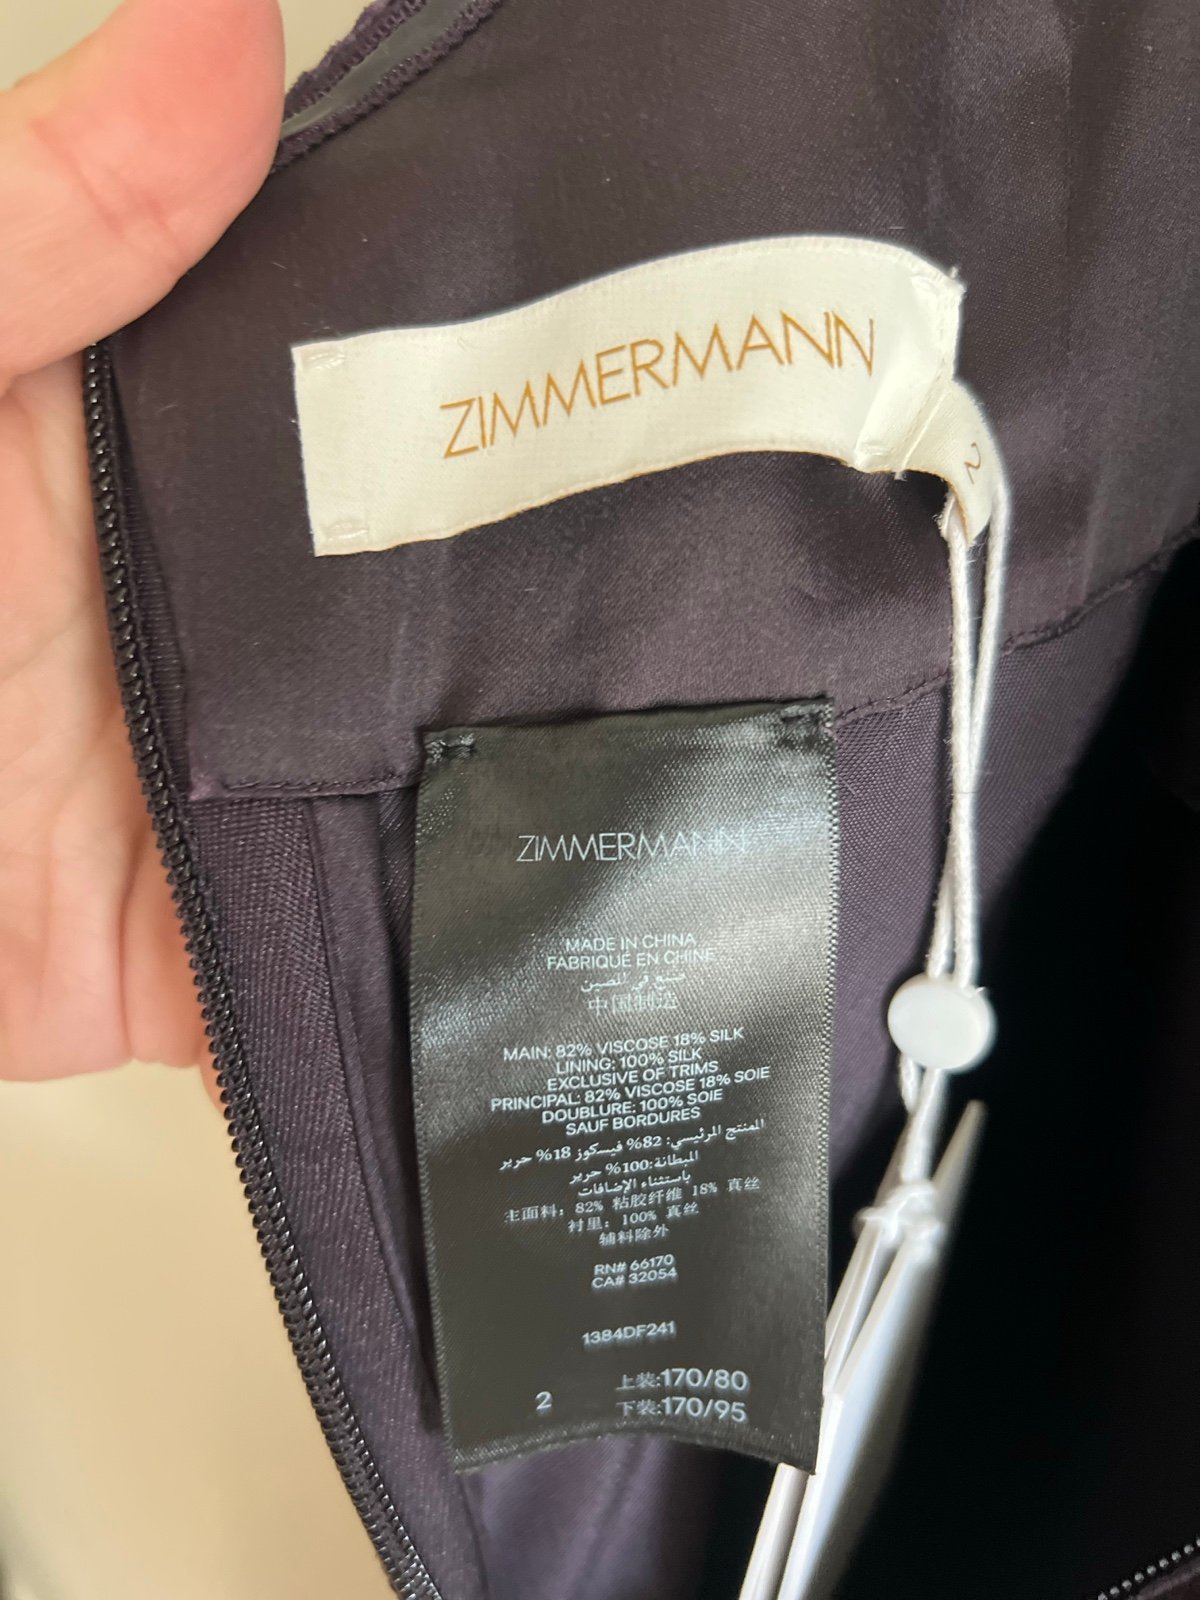 ZIMMERMANN
2
ZIMMERMANN
MADE IN CHINA
FABRIQUÉ EN CHINE
صنع في الصين
中国制造
MAIN: 82% VISCOSE 18% SILK
LINING: 100% SILK
EXCLUSIVE OF TRIMS
PRINCIPAL: 82% VISCOSE 18% SOIE
DOUBLURE: 100% SOIE
SAUF BORDURES
المنتج الرئيسي: 82% فيسكوز 18% حرير
المبطانة:100% حرير
باستثناء الإضافات
主面料: 82% 粘胶纤维 18% 真丝
衬里: 100% 真丝
辅料除外
RN# 66170
CA# 32054
1384DF241
2 上装:170/80
下装:170/95